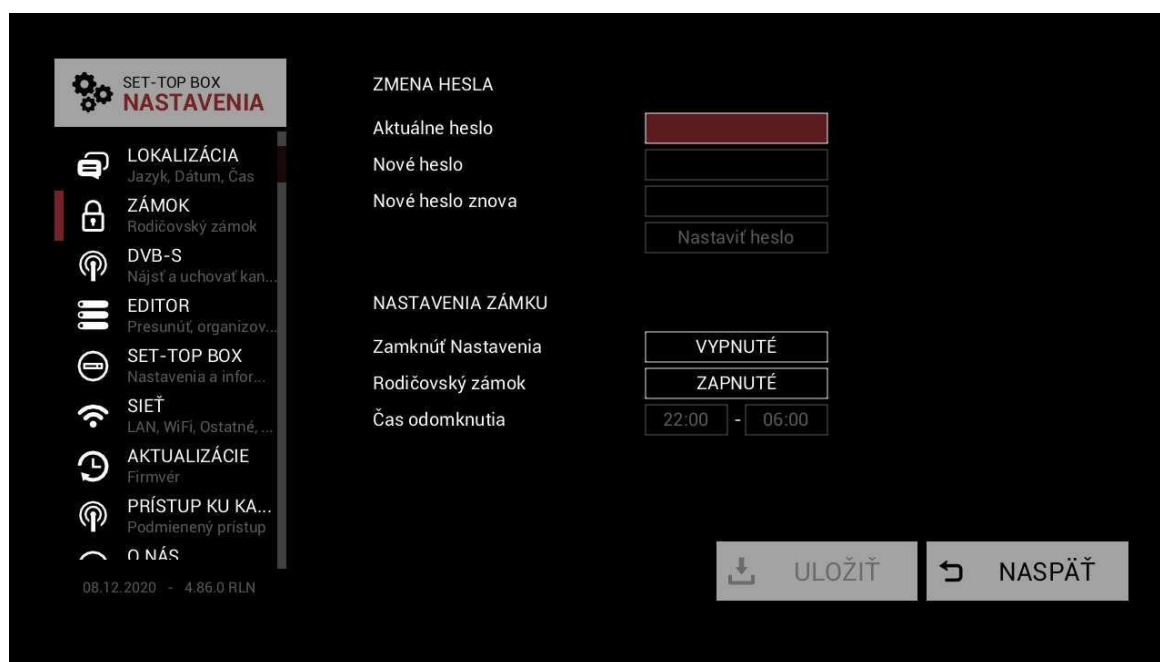 SET-TOP BOX
NASTAVENIA
LOKALIZÁCIA
Jazyk, Dátum, Čas
ZÁMOK
Rodičovský zámok
DVB-S
Nájsť a uchovať kan...
EDITOR
Presunúť, organizov...
SET-TOP BOX
Nastavenia a infor...
SIEŤ
LAN, WiFi, Ostatné, ...
AKTUALIZÁCIE
Firmvér
PRÍSTUP KU KA...
Podmienený prístup
O NÁS
08.12.2020 - 4.86.0 RLN
ZMENA HESLA
Aktuálne heslo
Nové heslo
Nové heslo znova
Nastaviť heslo
NASTAVENIA ZÁMKU
Zamknúť Nastavenia VYPNUTÉ
Rodičovský zámok ZAPNUTÉ
Čas odomknutia 22:00 - 06:00
ULOŽIŤ NASPÄŤ